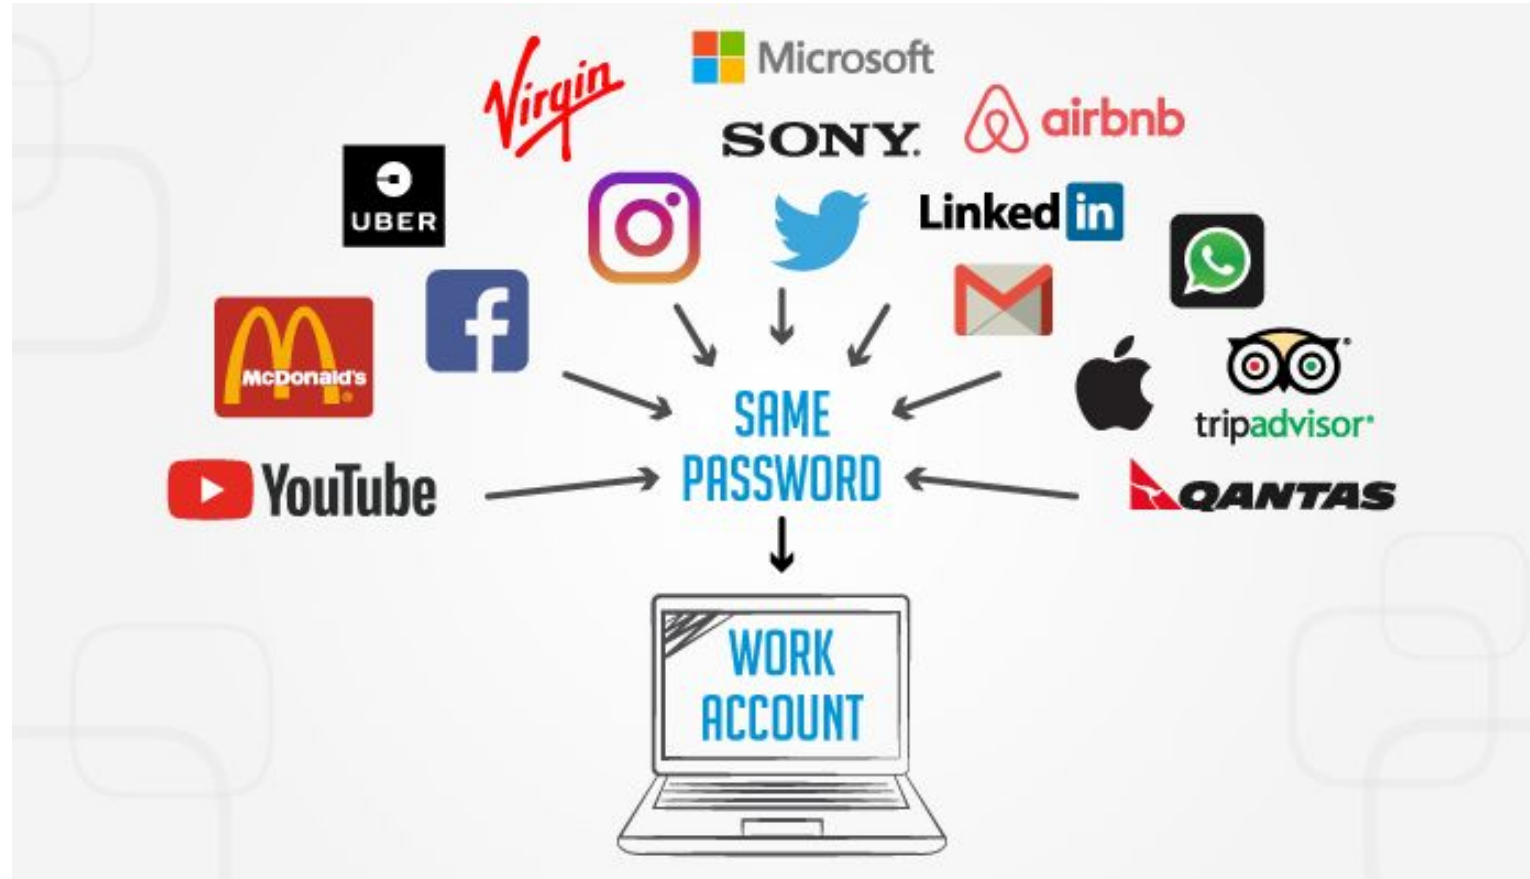 Virgin
Microsoft
SONY.
airbnb
UBER
Linked in
f
McDonald's
tripadvisor
YouTube
QANTAS
SAME
PASSWORD
WORK
ACCOUNT